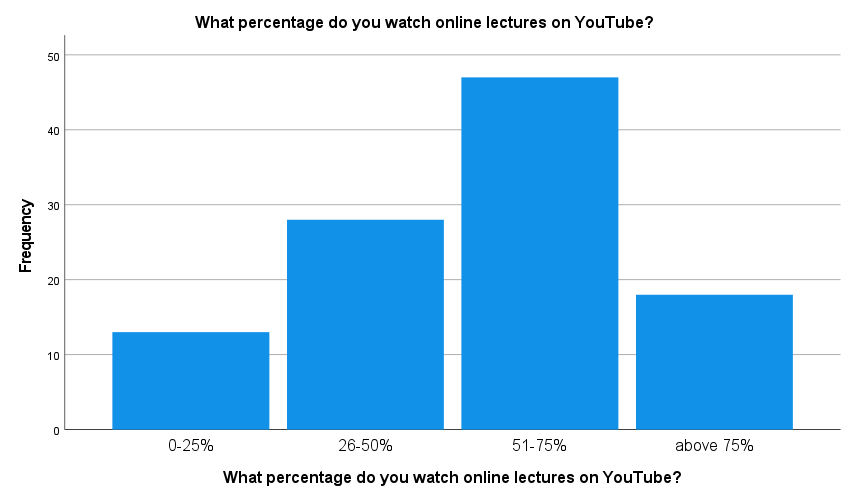 What percentage do you watch online lectures on YouTube?
50
40
30
20
10
0
Frequency
0-25%
26-50%
51-75%
above 75%
What percentage do you watch online lectures on YouTube?